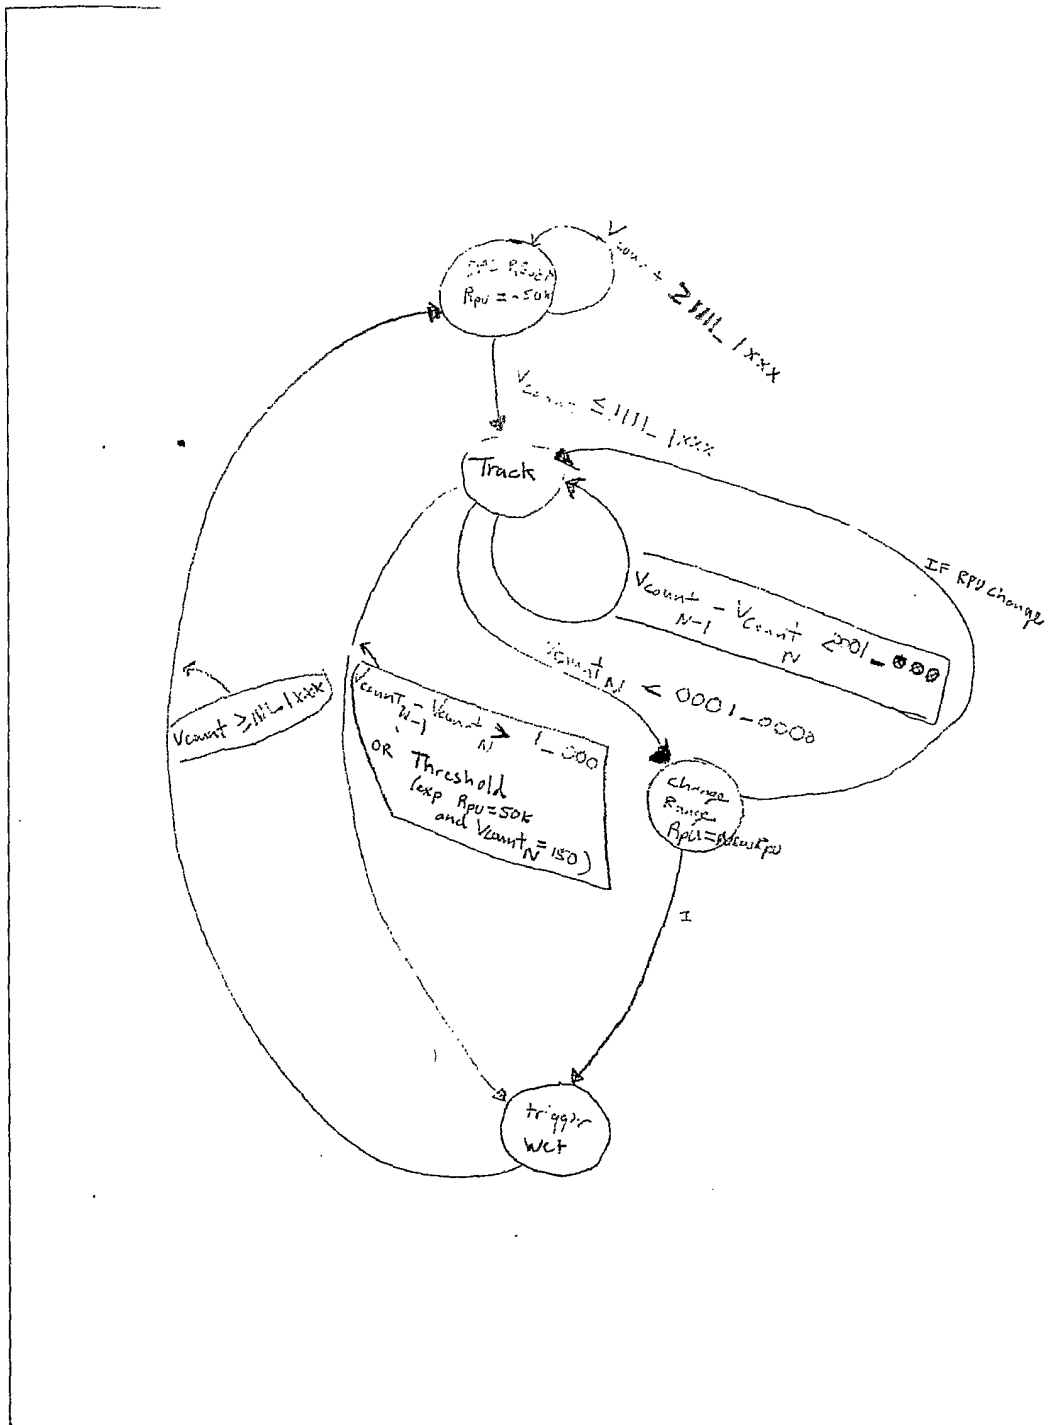 Rpu = ~50k
Vcount ≥ 1111_1xxx
Vcount ≤ 1111_1xxx
Track
IF RPU change
Vcount N-1 - Vcount N
Vcount N < 0001_0000
Vcount ≥ 1111_1xxx
Vcount N-1 - Vcount N > 1_000
OR Threshold
(exp Rpu = 50k
and Vcount N = 150)
change
Range
I
trigger
wet